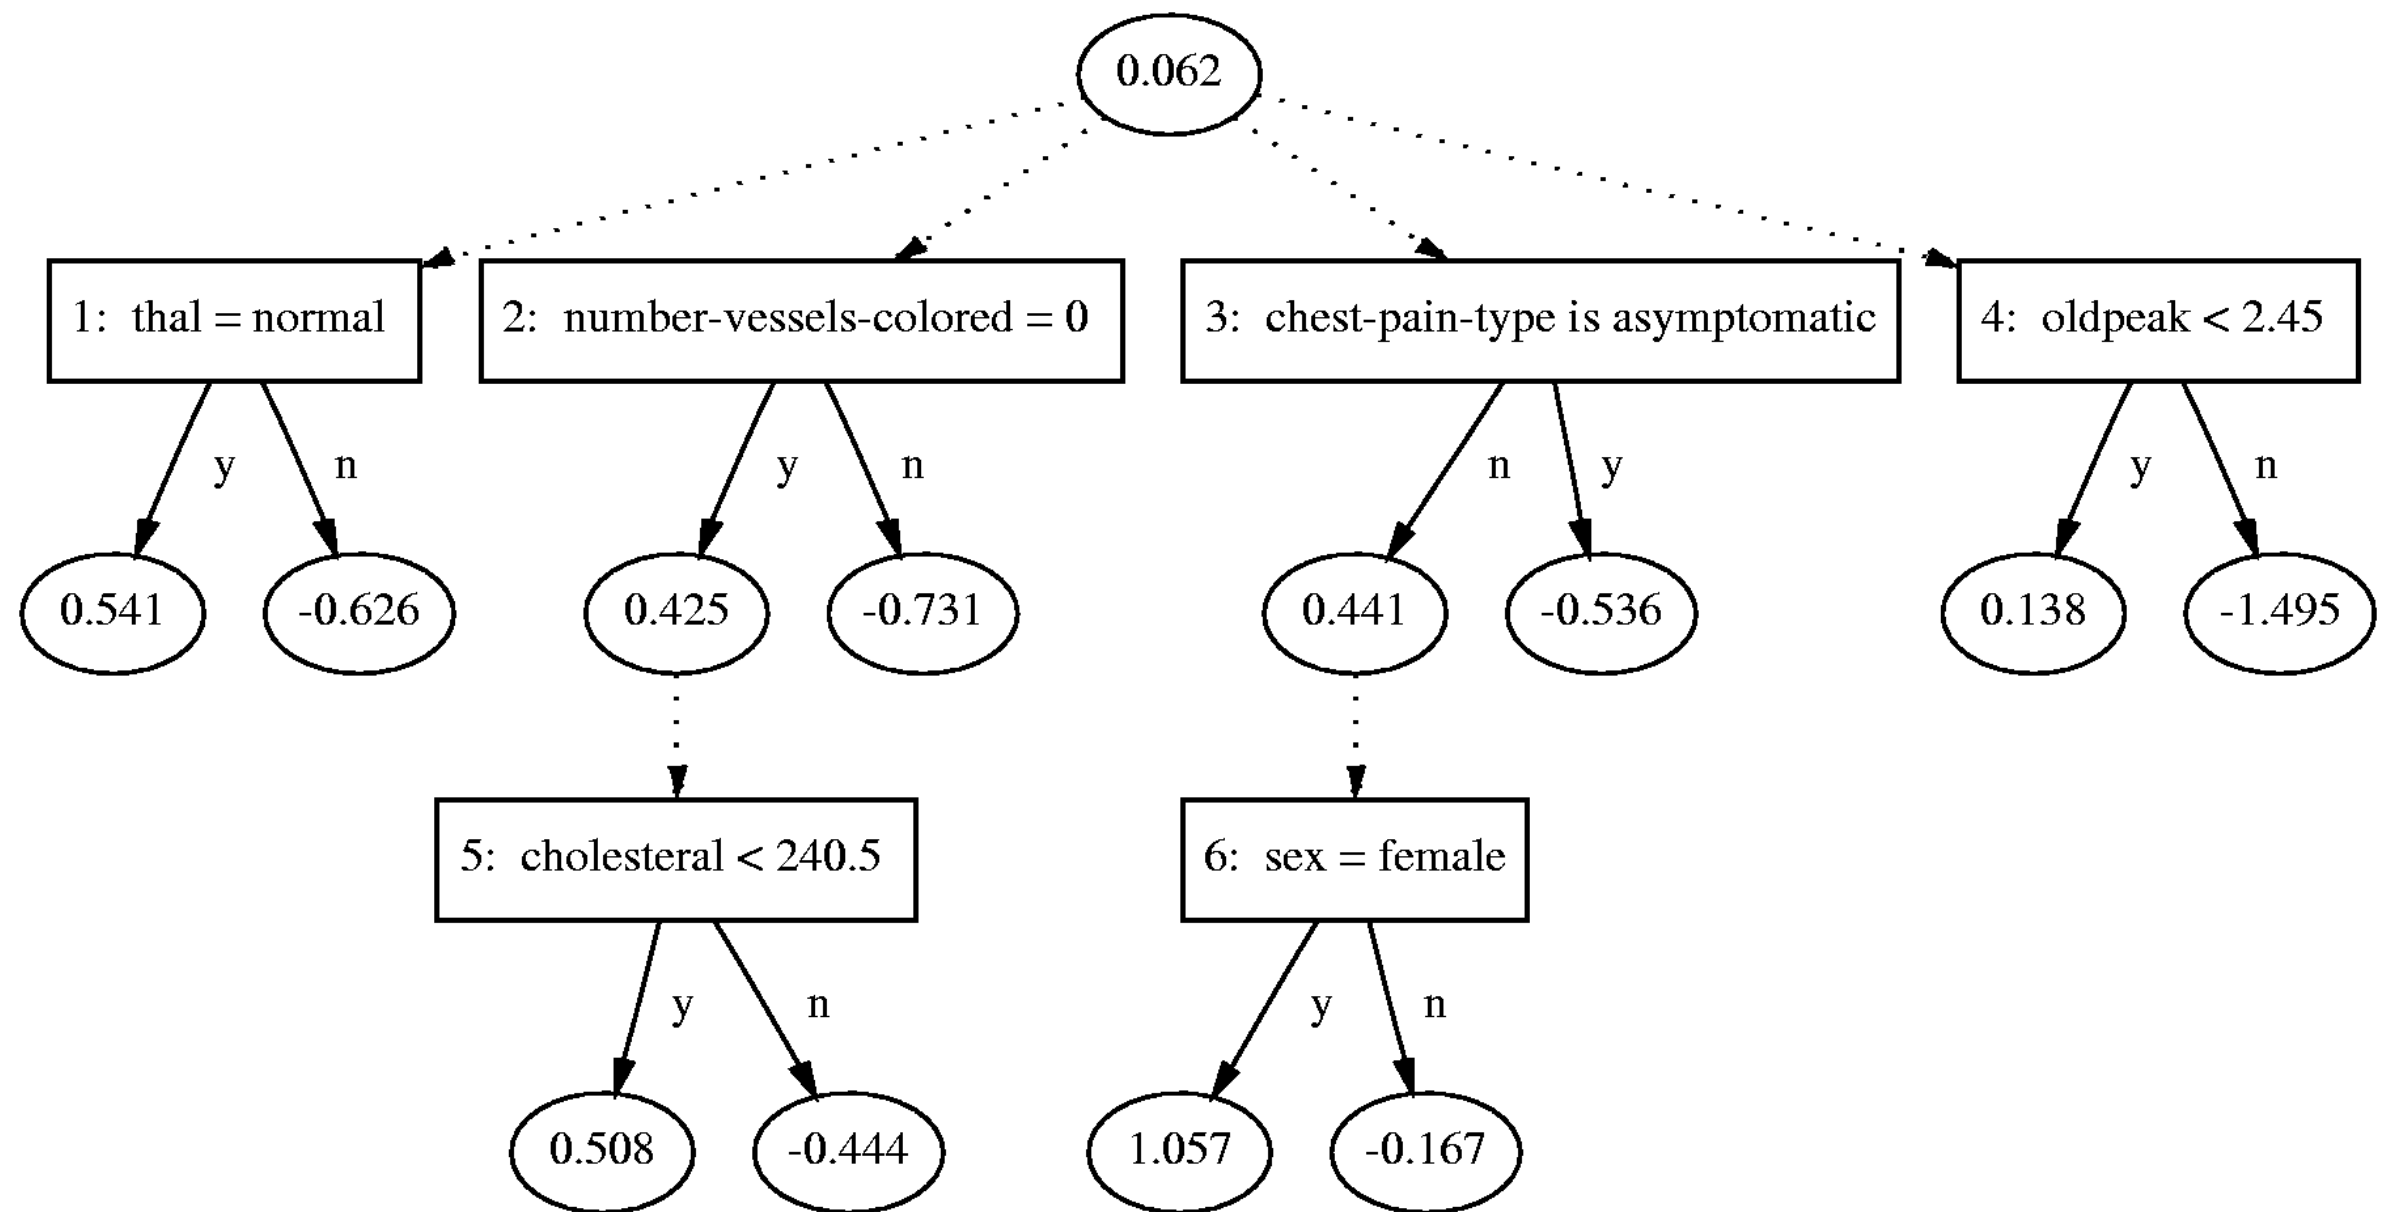 0.062
1: thal = normal
2: number-vessels-colored = 0
3: chest-pain-type is asymptomatic
4: oldpeak < 2.45
y
n
y
n
n
y
y
n
0.541
-0.626
0.425
-0.731
0.441
-0.536
0.138
-1.495
5: cholesteral < 240.5
6: sex = female
y
n
y
n
0.508
-0.444
1.057
-0.167